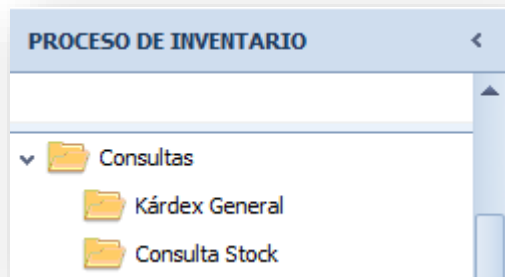 PROCESO DE INVENTARIO
Consultas
Kárdex General
Consulta Stock